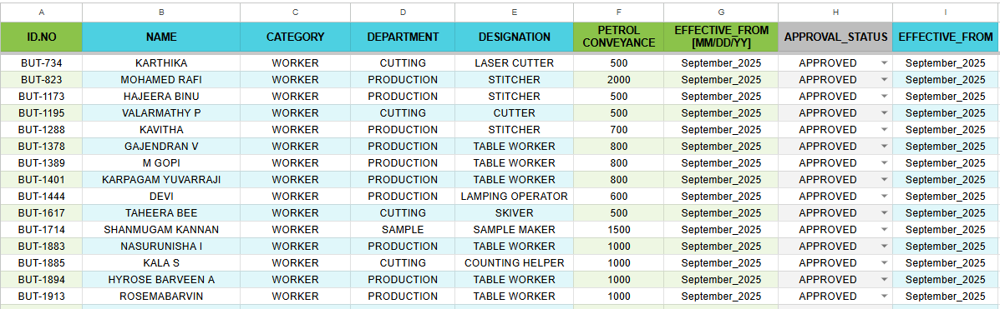 A B C D E F G H I
ID.NO NAME CATEGORY DEPARTMENT DESIGNATION PETROL CONVEYANCE EFFECTIVE_FROM [MM/DD/YY] APPROVAL_STATUS EFFECTIVE_FROM
BUT-734 KARTHIKA WORKER CUTTING LASER CUTTER 500 September_2025 APPROVED September_2025
BUT-823 MOHAMED RAFI WORKER PRODUCTION STITCHER 2000 September_2025 APPROVED September_2025
BUT-1173 HAJEERA BINU WORKER PRODUCTION STITCHER 500 September_2025 APPROVED September_2025
BUT-1195 VALARMATHY P WORKER CUTTING CUTTER 500 September_2025 APPROVED September_2025
BUT-1288 KAVITHA WORKER PRODUCTION STITCHER 700 September_2025 APPROVED September_2025
BUT-1378 GAJENDRAN V WORKER PRODUCTION TABLE WORKER 800 September_2025 APPROVED September_2025
BUT-1389 M GOPI WORKER PRODUCTION TABLE WORKER 800 September_2025 APPROVED September_2025
BUT-1401 KARPAGAM YUVARRAJI WORKER PRODUCTION TABLE WORKER 800 September_2025 APPROVED September_2025
BUT-1444 DEVI WORKER PRODUCTION LAMPING OPERATOR 600 September_2025 APPROVED September_2025
BUT-1617 TAHEERA BEE WORKER CUTTING SKIVER 500 September_2025 APPROVED September_2025
BUT-1714 SHANMUGAM KANNAN WORKER SAMPLE SAMPLE MAKER 1500 September_2025 APPROVED September_2025
BUT-1883 NASURUNISHA I WORKER PRODUCTION TABLE WORKER 1000 September_2025 APPROVED September_2025
BUT-1885 KALA S WORKER CUTTING COUNTING HELPER 1000 September_2025 APPROVED September_2025
BUT-1894 HYROSE BARVEEN A WORKER PRODUCTION TABLE WORKER 1000 September_2025 APPROVED September_2025
BUT-1913 ROSEMABARVIN WORKER PRODUCTION TABLE WORKER 1000 September_2025 APPROVED September_2025